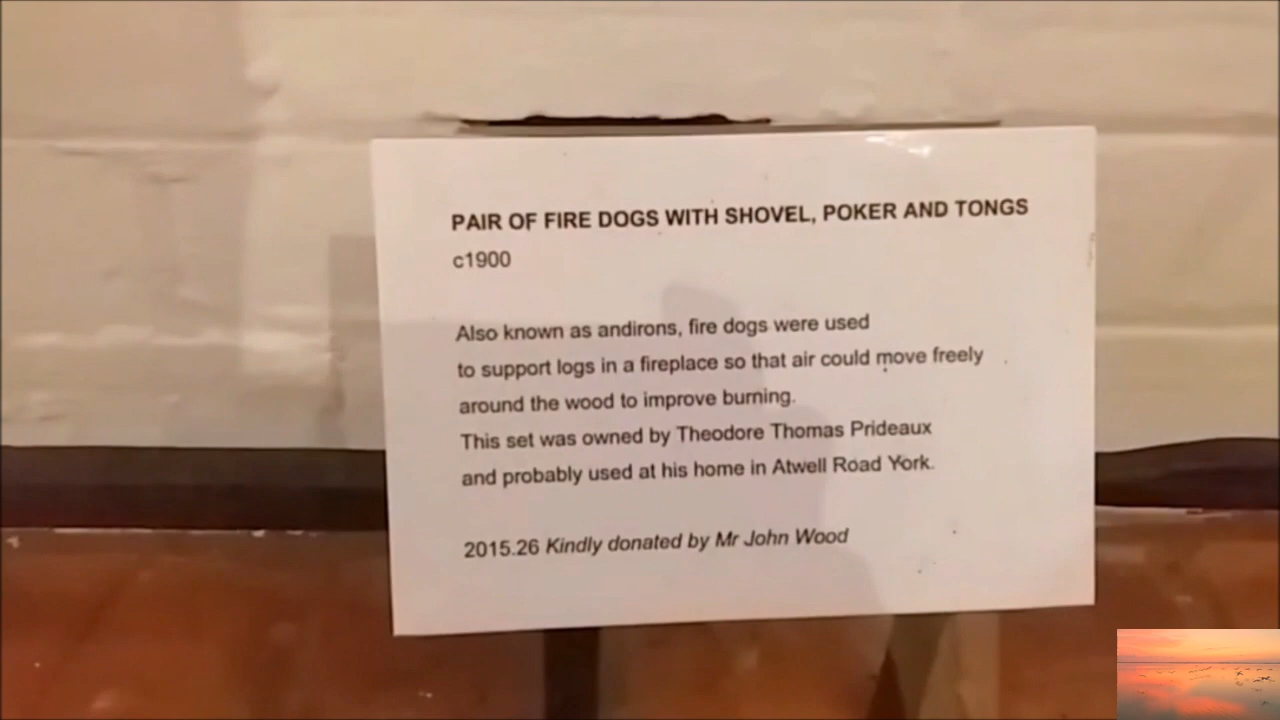 PAIR OF FIRE DOGS WITH SHOVEL, POKER AND TONGS
c1900
Also known as andirons, fire dogs were used
to support logs in a fireplace so that air could move freely
around the wood to improve burning.
This set was owned by Theodore Thomas Prideaux
and probably used at his home in Atwell Road York.
2015.26 Kindly donated by Mr John Wood